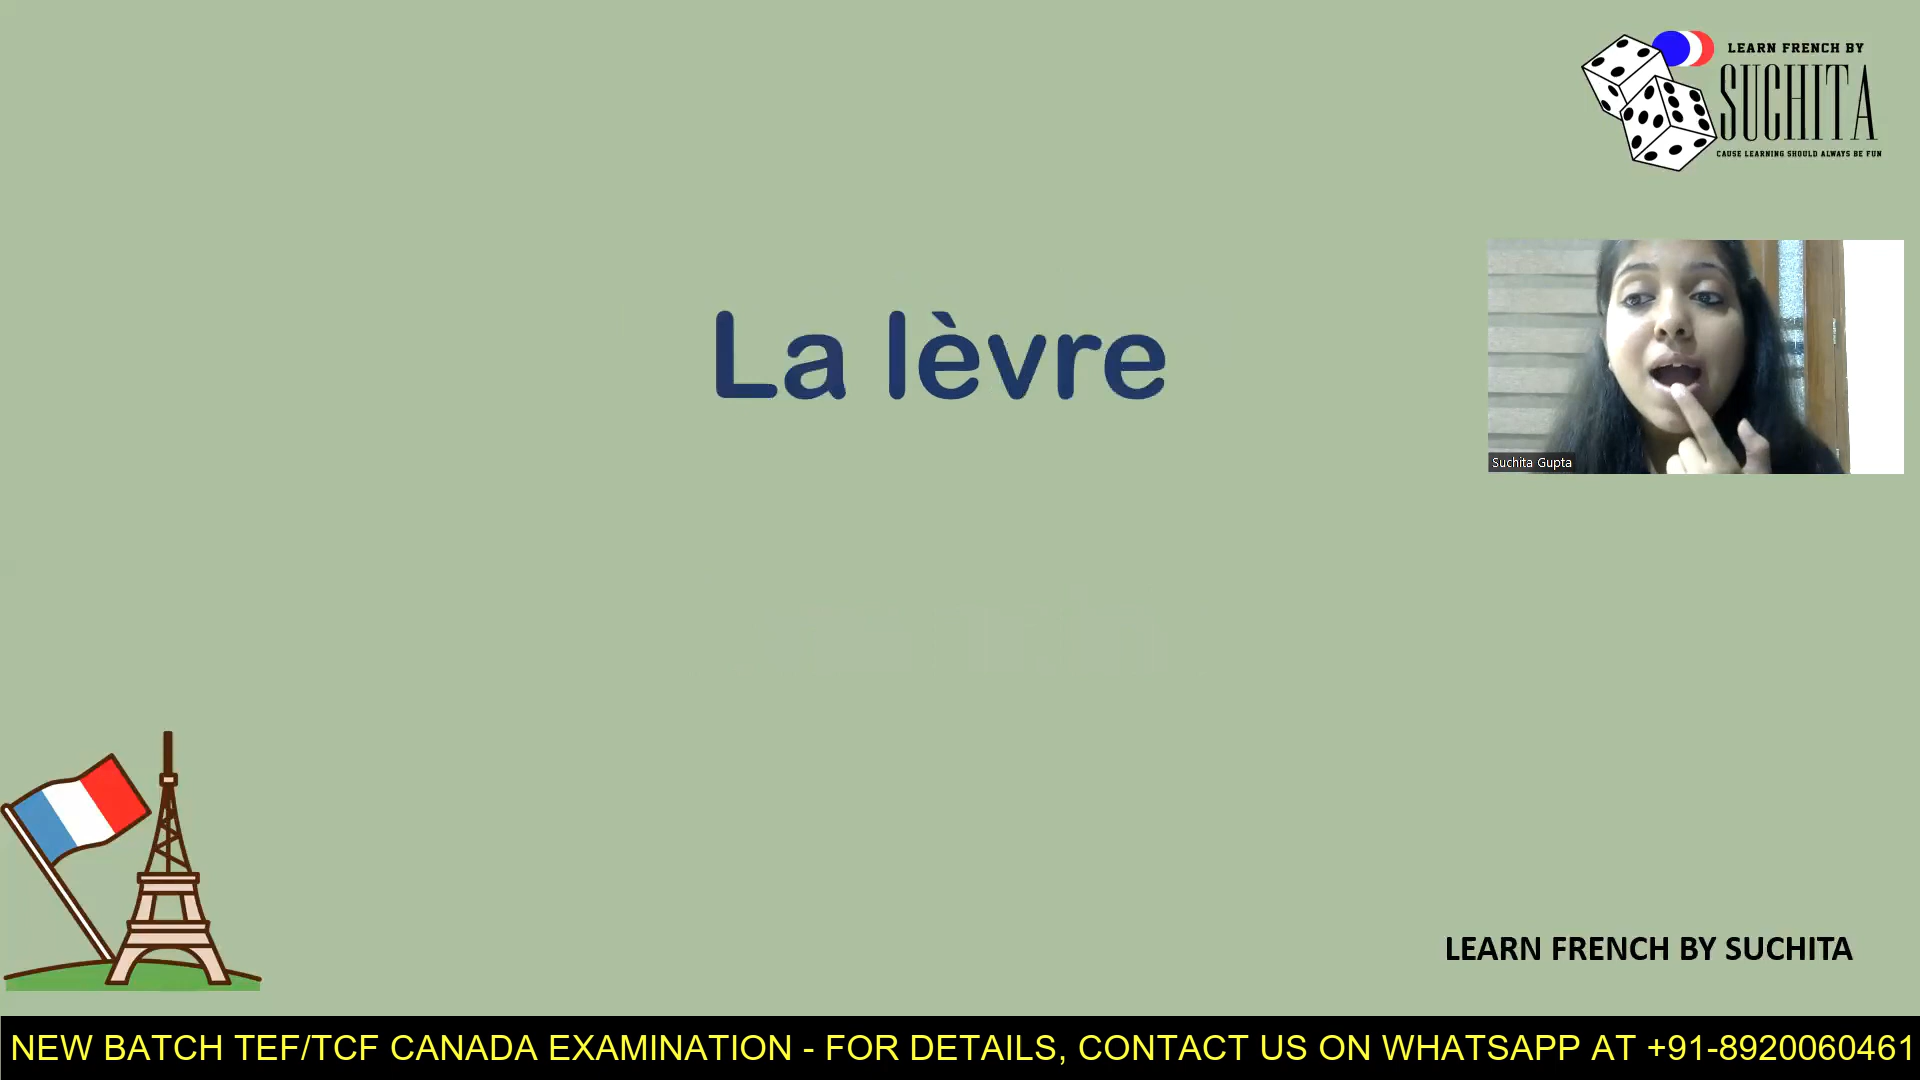 LEARN FRENCH BY
SUCHITA
CAUSE LEARNING SHOULD ALWAYS BE FUN
La lèvre
Suchita Gupta
LEARN FRENCH BY SUCHITA
NEW BATCH TEF/TCF CANADA EXAMINATION - FOR DETAILS, CONTACT US ON WHATSAPP AT +91-8920060461